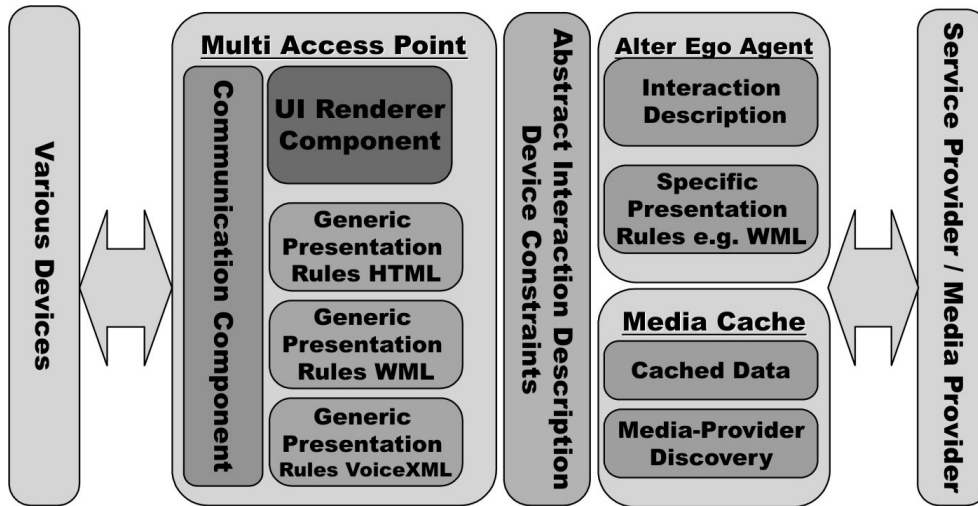 Various Devices
Multi Access Point
Communication Component
UI Renderer
Component
Generic
Presentation
Rules HTML
Generic
Presentation
Rules WML
Generic
Presentation
Rules VoiceXML
Abstract Interaction Description
Device Constraints
Alter Ego Agent
Interaction
Description
Specific
Presentation
Rules e.g. WML
Media Cache
Cached Data
Media-Provider
Discovery
Service Provider / Media Provider